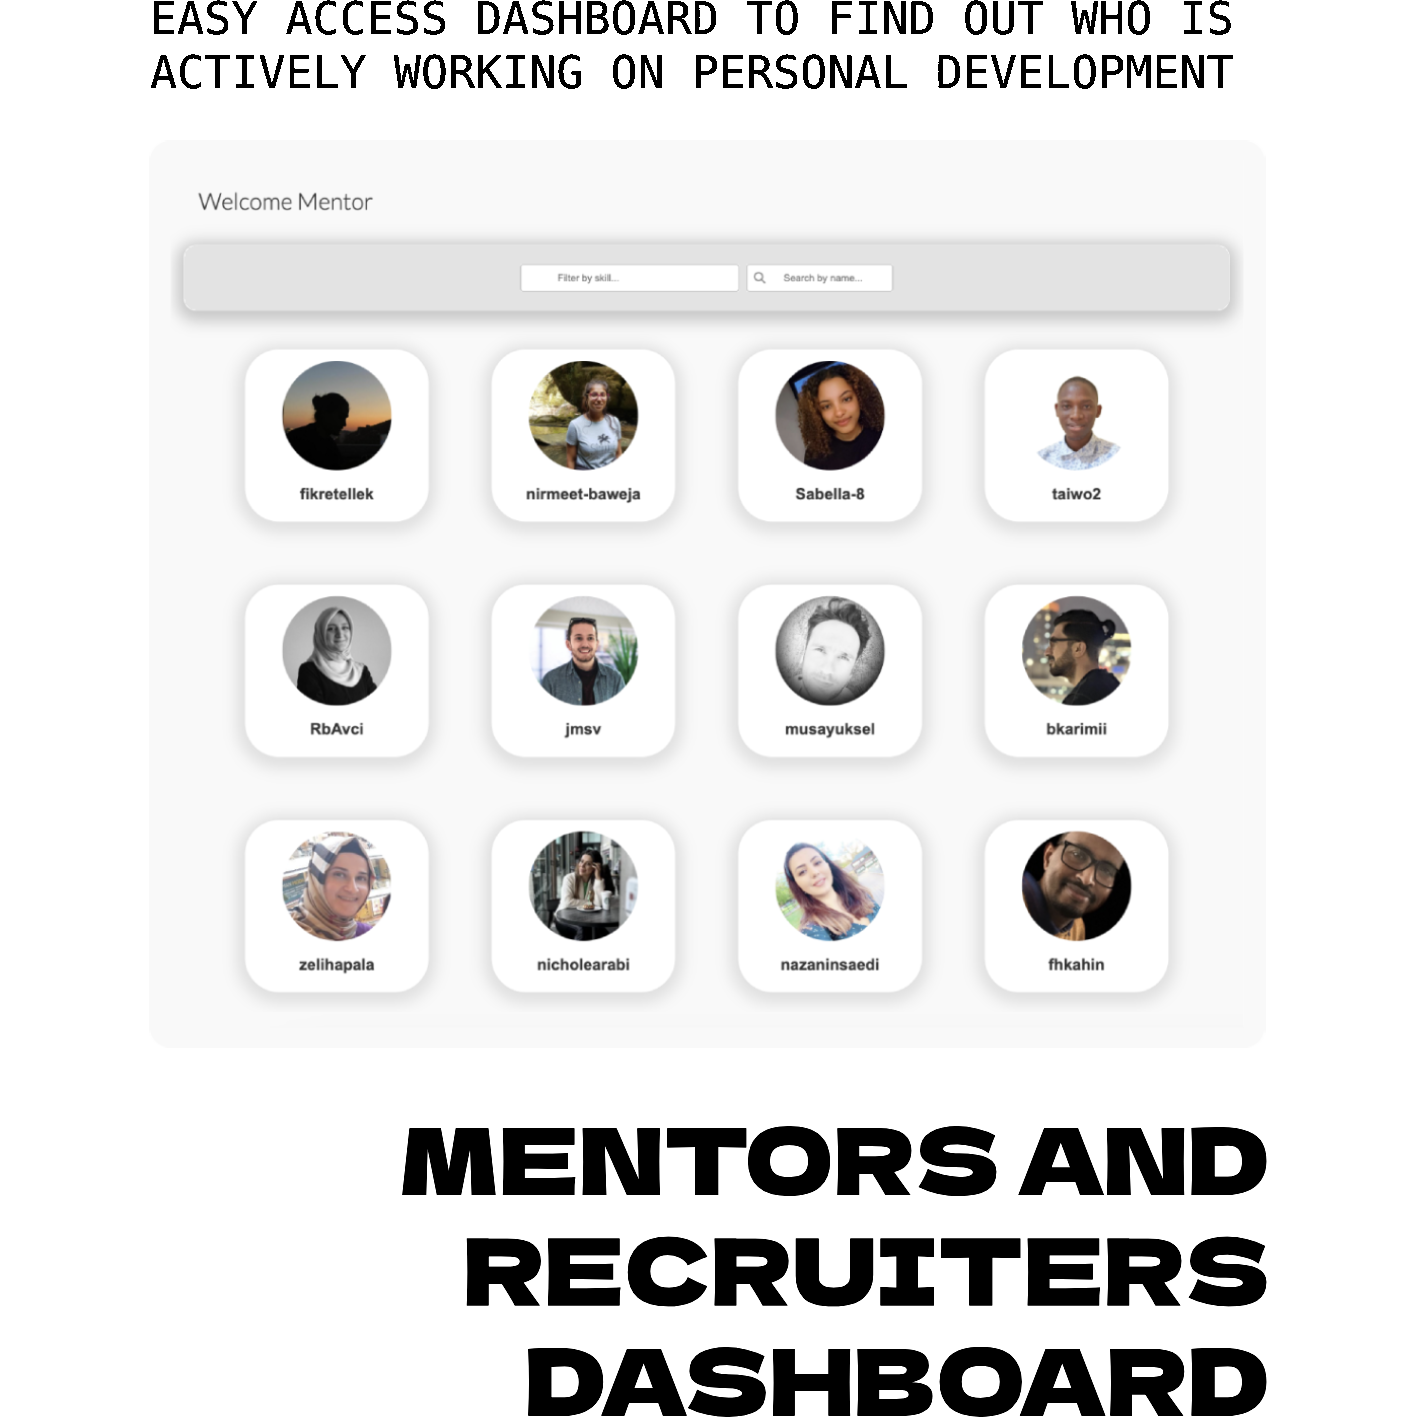 EASY ACCESS DASHBOARD TO FIND OUT WHO IS
ACTIVELY WORKING ON PERSONAL DEVELOPMENT
Welcome Mentor
Filter by skill... Search by name...
fikretellek nirmeet-baweja Sabella-8 taiwo2
RbAvci jmsv musayuksel bkarimii
zelihapala nicholearabi nazaninsaedi fhkahin
MENTORS AND
RECRUITERS
DASHBOARD